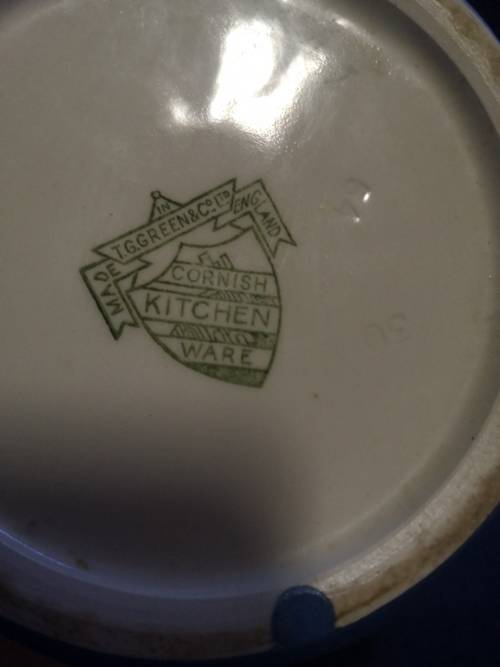 T.G.GREEN & Co. LTD
MADE IN ENGLAND
CORNISH
KITCHEN
WARE